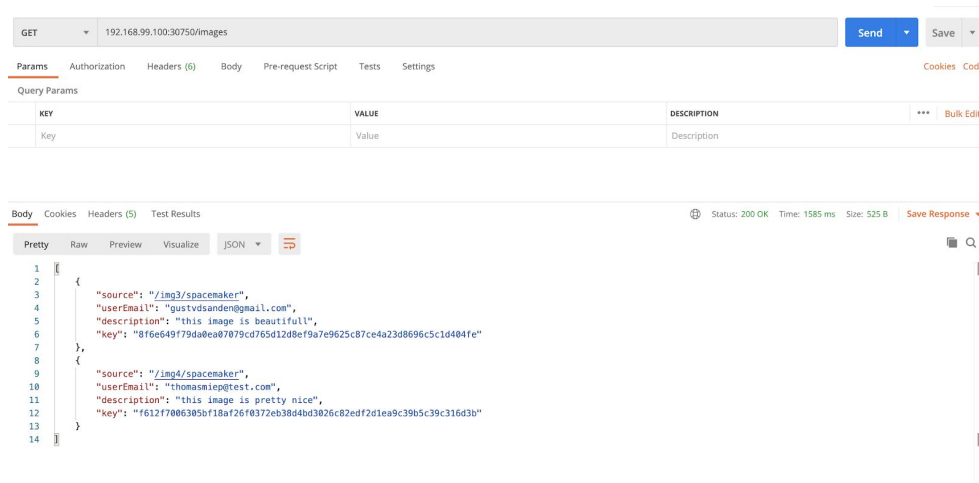 GET 192.168.99.100:30750/images Send Save
Params Authorization Headers (6) Body Pre-request Script Tests Settings Cookies Cod
Query Params
KEY VALUE DESCRIPTION ••• Bulk Edit
Key Value Description
Body Cookies Headers (5) Test Results Status: 200 OK Time: 1585 ms Size: 525 B Save Response
Pretty Raw Preview Visualize JSON
1 [
2 {
3 "source": "/img3/spacemaker",
4 "userEmail": "gustvdsanden@gmail.com",
5 "description": "this image is beautifull",
6 "key": "8f6e649f79da0ea07079cd765d12d8ef9a7e9625c87ce4a23d8696c5c1d404fe"
7 },
8 {
9 "source": "/img4/spacemaker",
10 "userEmail": "thomasmiep@test.com",
11 "description": "this image is pretty nice",
12 "key": "f612f7006305bf18af26f0372eb38d4bd3026c82edf2d1ea9c39b5c39c316d3b"
13 }
14 ]